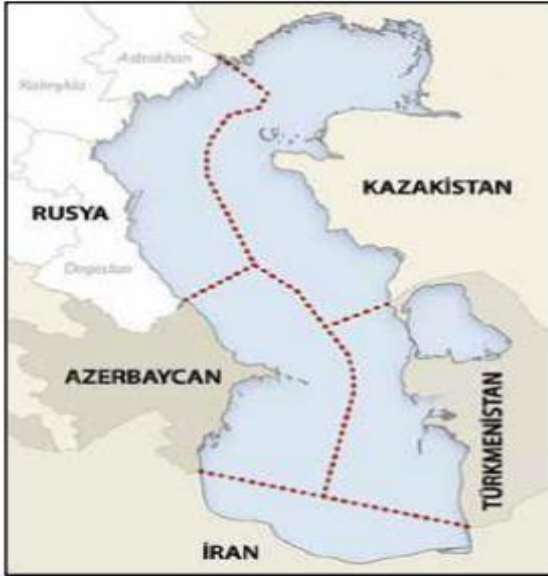 Astrakhan
Kalmykia
KAZAKİSTAN
RUSYA
Dagestan
AZERBAYCAN
TÜRKMENİSTAN
İRAN